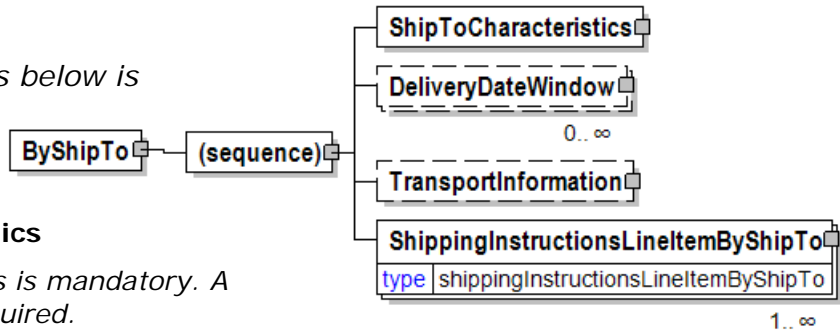 ShipToCharacteristics
s below is
DeliveryDateWindow
0.. ∞
ByShipTo
(sequence)
TransportInformation
ics
ShippingInstructionsLineItemByShipTo
s is mandatory. A
type shippingInstructionsLineItemByShipTo
uired.
1.. ∞